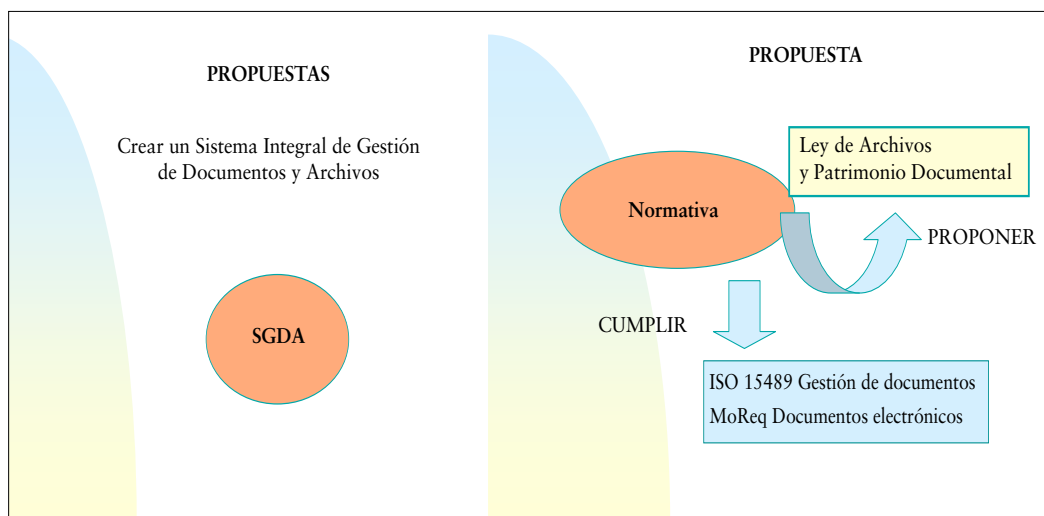 PROPUESTAS
Crear un Sistema Integral de Gestión
de Documentos y Archivos
SGDA
PROPUESTA
Ley de Archivos
y Patrimonio Documental
Normativa
PROPONER
CUMPLIR
ISO 15489 Gestión de documentos
MoReq Documentos electrónicos